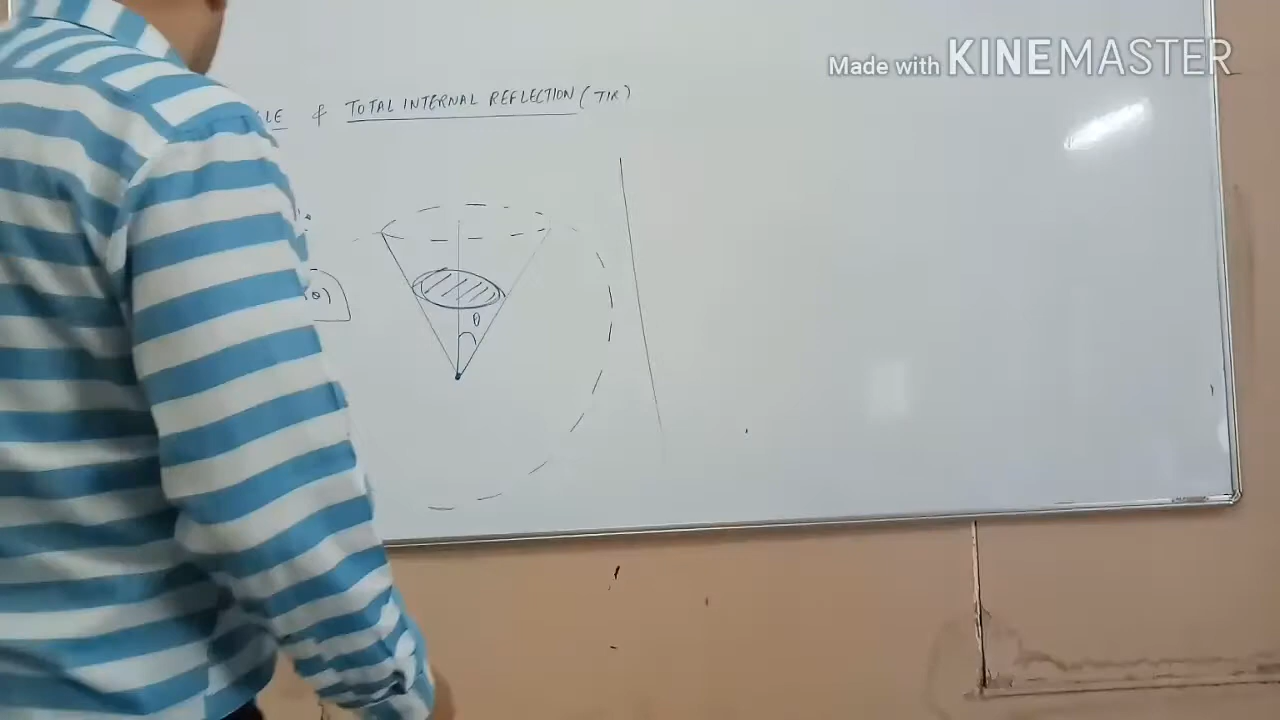 Made with KINEMASTER
LE & TOTAL INTERNAL REFLECTION (TIR)
θ)
θ